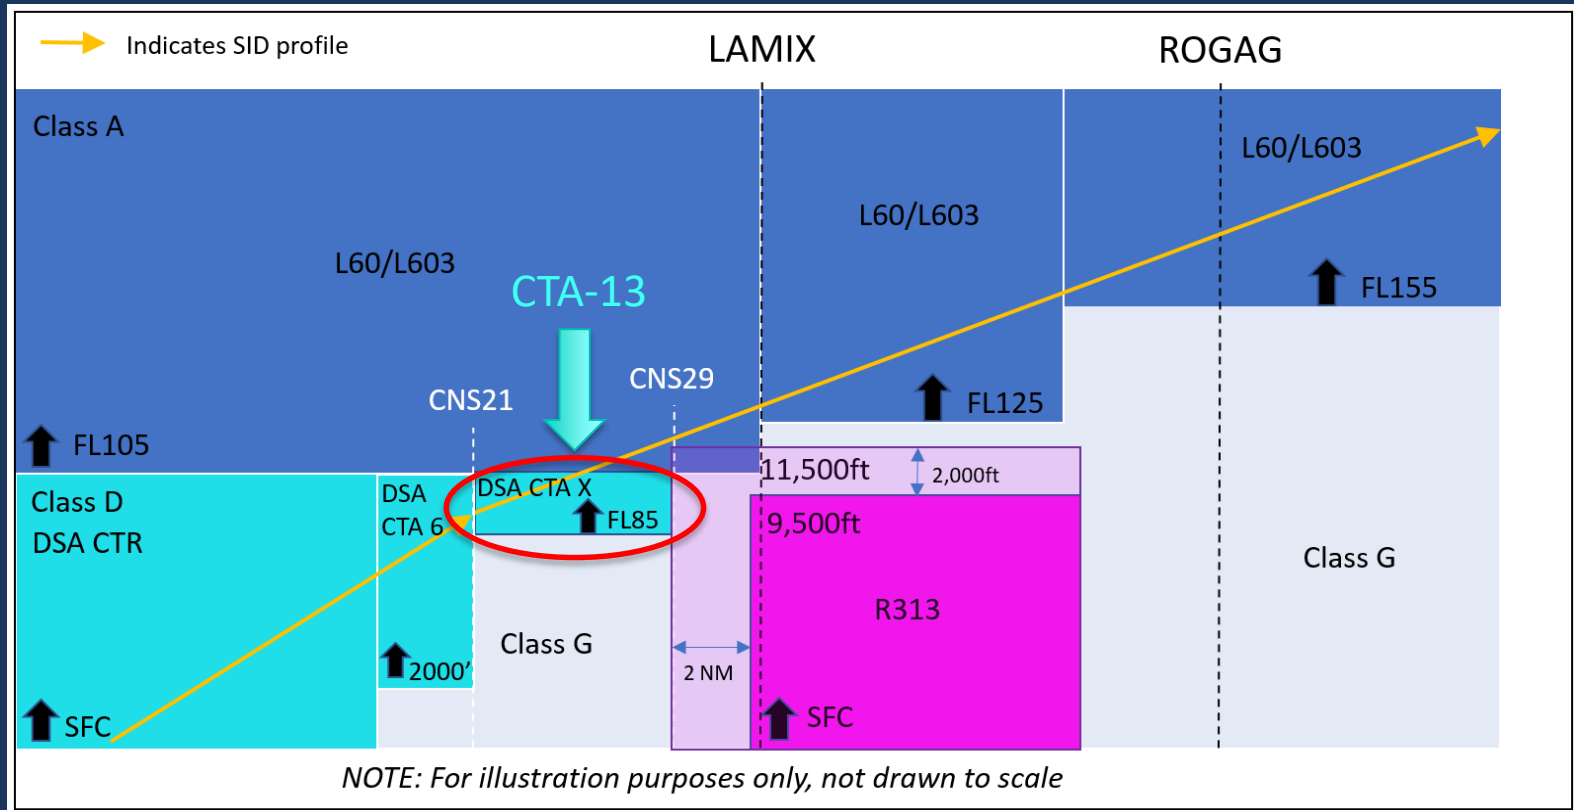 Indicates SID profile
LAMIX
ROGAG
Class A
L60/L603
L60/L603
L60/L603
CTA-13
CNS21
CNS29
FL105
FL125
FL155
Class D
DSA CTR
DSA
CTA 6
DSA CTA X
FL85
11,500ft
2,000ft
9,500ft
R313
Class G
Class G
2000'
2 NM
SFC
SFC
NOTE: For illustration purposes only, not drawn to scale